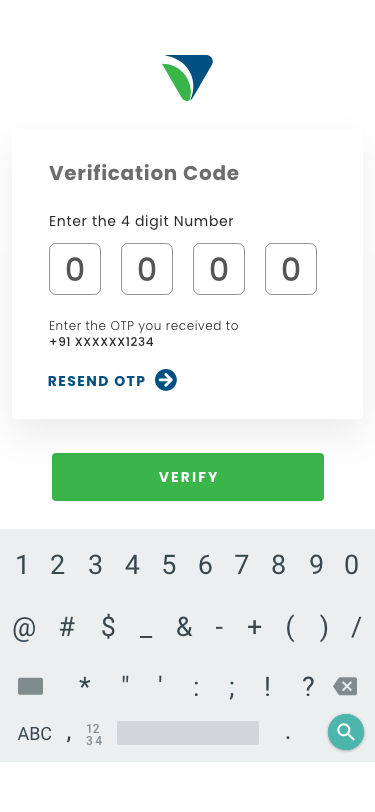 Verification Code
Enter the 4 digit Number
0 0 0 0
Enter the OTP you received to
+91 XXXXXX1234
RESEND OTP
VERIFY
1 2 3 4 5 6 7 8 9 0
@ # $ _ & - + ( ) /
* " ' : ; ! ?
ABC , 12 34 .